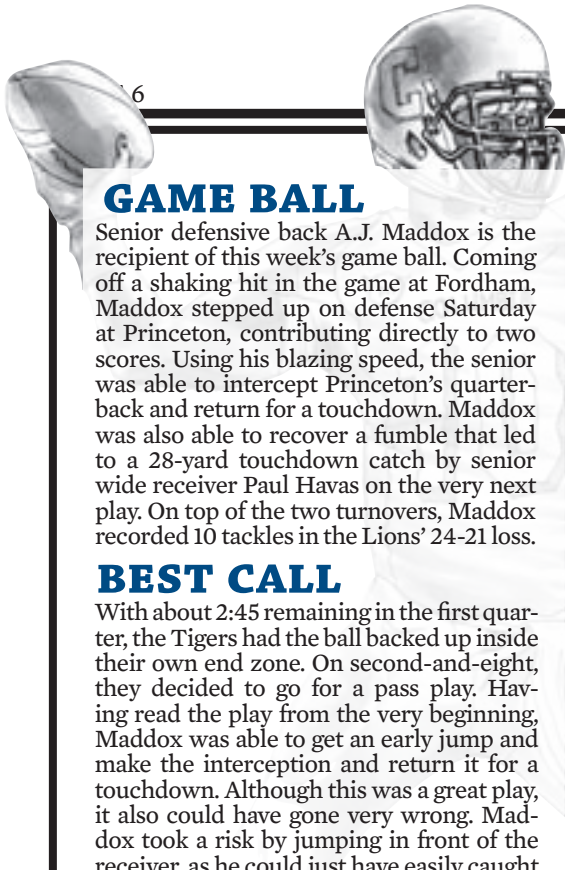 6
C
GAME BALL
Senior defensive back A.J. Maddox is the
recipient of this week's game ball. Coming
off a shaking hit in the game at Fordham,
Maddox stepped up on defense Saturday
at Princeton, contributing directly to two
scores. Using his blazing speed, the senior
was able to intercept Princeton's quarter-
back and return for a touchdown. Maddox
was also able to recover a fumble that led
to a 28-yard touchdown catch by senior
wide receiver Paul Havas on the very next
play. On top of the two turnovers, Maddox
recorded 10 tackles in the Lions' 24-21 loss.
BEST CALL
With about 2:45 remaining in the first quar-
ter, the Tigers had the ball backed up inside
their own end zone. On second-and-eight,
they decided to go for a pass play. Hav-
ing read the play from the very beginning,
Maddox was able to get an early jump and
make the interception and return it for a
touchdown. Although this was a great play,
it also could have gone very wrong. Mad-
dox took a risk by jumping in front of the
receiver, as he could just have easily caught